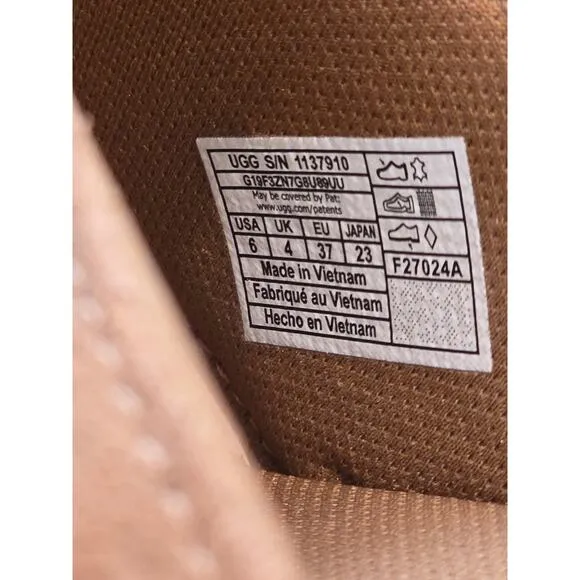 UGG S/N 1137910
G19F3ZN7G8U89UU
May be covered by Pat:
www.ugg.com/patents
USA UK EU JAPAN
6 4 37 23
F27024A
Made in Vietnam
Fabriqué au Vietnam
Hecho en Vietnam